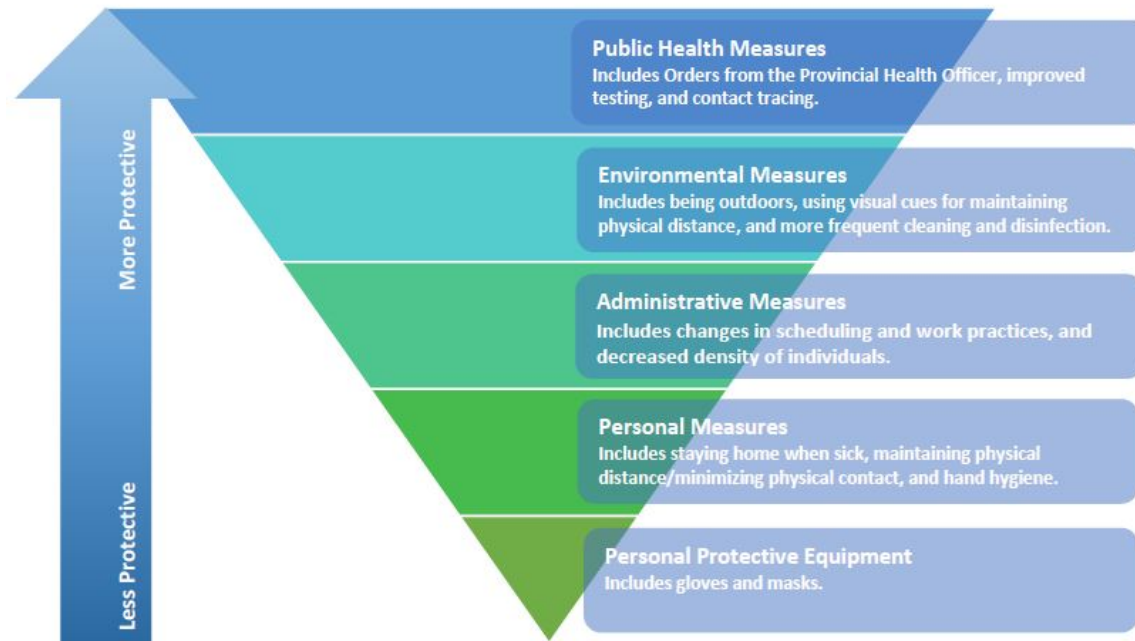 Public Health Measures
Includes Orders from the Provincial Health Officer, improved
testing, and contact tracing.
More Protective
Environmental Measures
Includes being outdoors, using visual cues for maintaining
physical distance, and more frequent cleaning and disinfection.
Administrative Measures
Includes changes in scheduling and work practices, and
decreased density of individuals.
Personal Measures
Includes staying home when sick, maintaining physical
distance/minimizing physical contact, and hand hygiene.
Less Protective
Personal Protective Equipment
Includes gloves and masks.